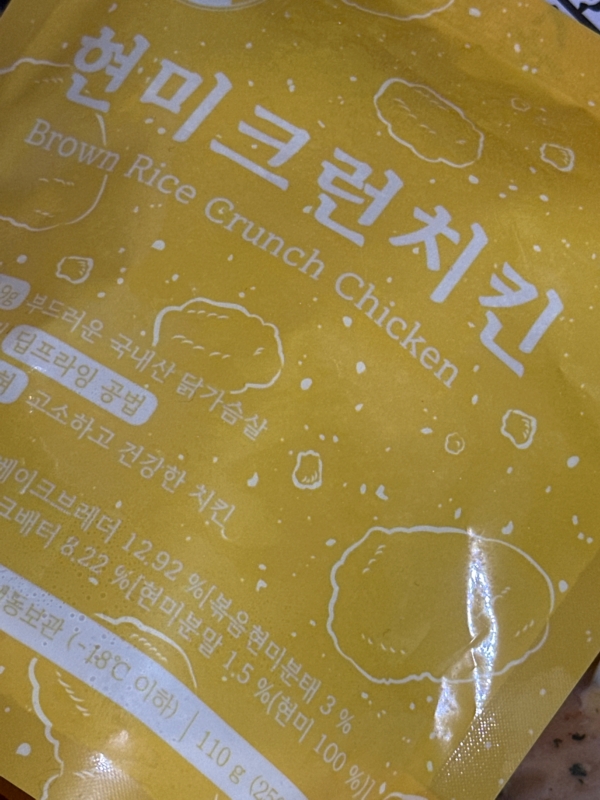 현미크런치킨
Brown Rice Crunch Chicken
9g 부드러운 국내산 닭가슴살
딥프라잉 공법
고소하고 건강한 치킨
베이크브레더 12.92 %[볶음현미분태 3 %
크배터 8.22 %[현미분말 1.5 %(현미 100 %)]
냉동보관 (-18℃ 이하) | 110 g